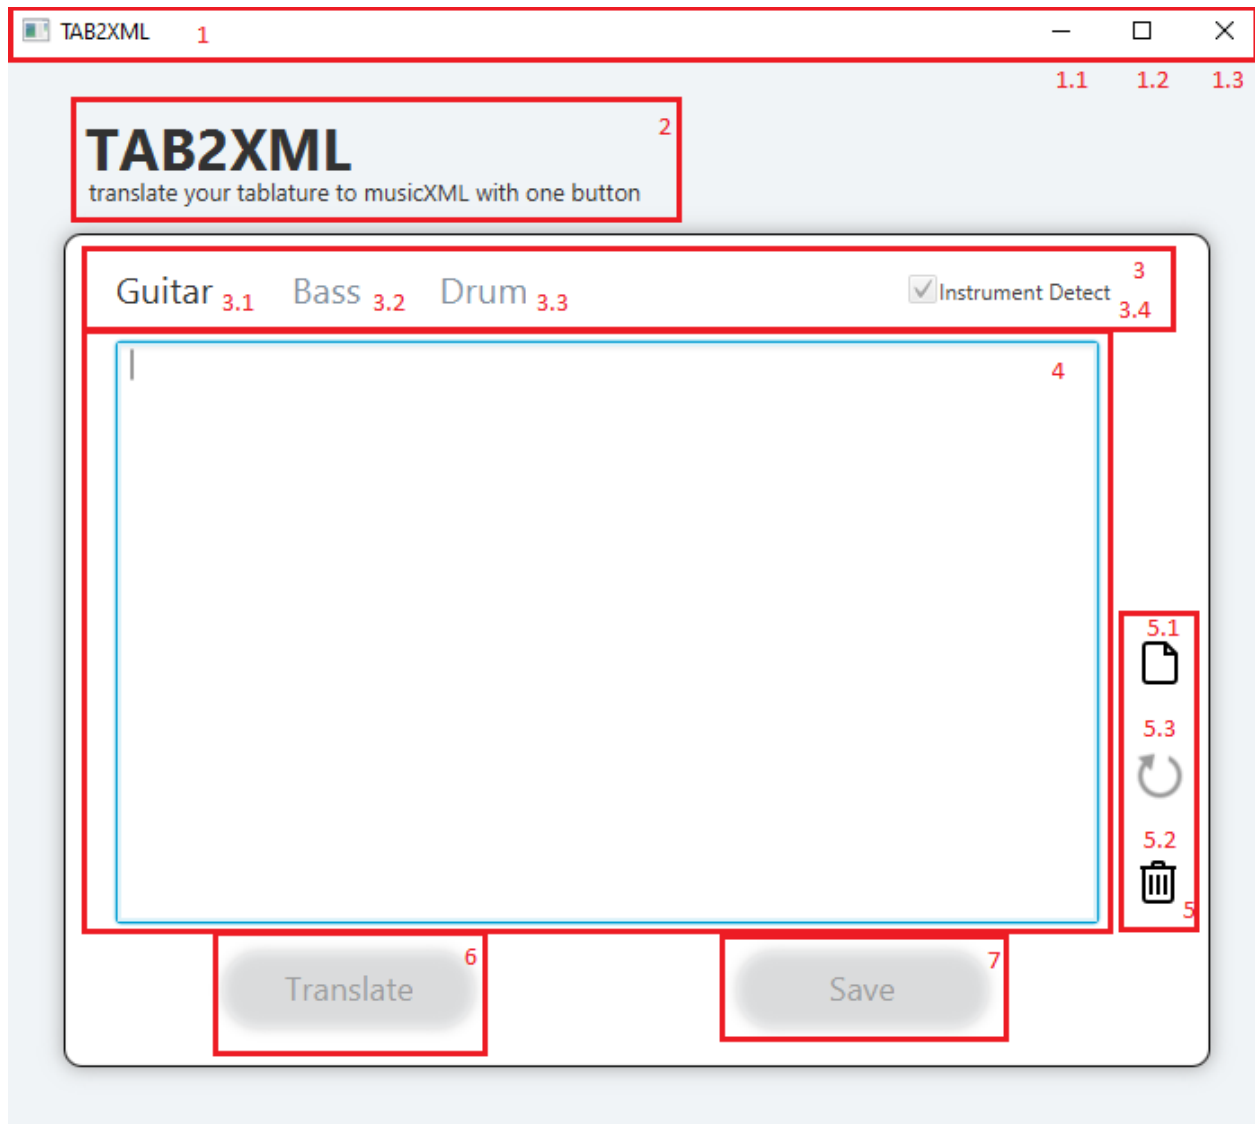 TAB2XML 1
1.1 1.2 1.3
2
TAB2XML
translate your tablature to musicXML with one button
3
Guitar 3.1 Bass 3.2 Drum 3.3 Instrument Detect
3.4
4
5.1
5.3
5.2
5
6
Translate
7
Save